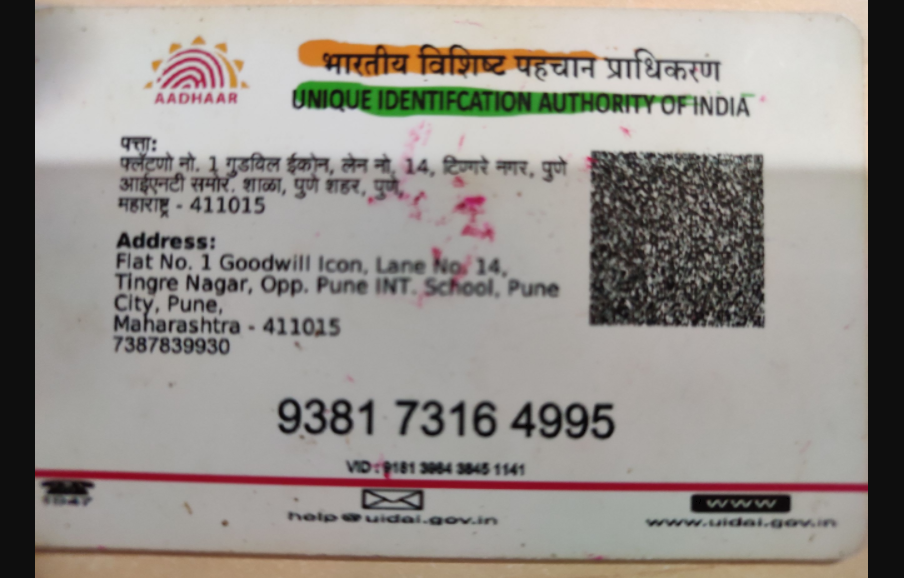 AADHAAR
भारतीय विशिष्ट पहचान प्राधिकरण
UNIQUE IDENTIFCATION AUTHORITY OF INDIA
पत्ता:
फ्लॅटणो नो. 1 गुडविल ईकोन, लेन नो. 14, टिंगरे नगर, पुणे
आईएनटी समोर. शाळा, पुणे शहर, पुणे,
महाराष्ट्र - 411015
Address:
Flat No. 1 Goodwill Icon, Lane No. 14,
Tingre Nagar, Opp. Pune INT. School, Pune
City, Pune,
Maharashtra - 411015
7387839930
9381 7316 4995
VID : 9181 3984 3845 1141
1947
help@uidai.gov.in
www
www.uidai.gov.in